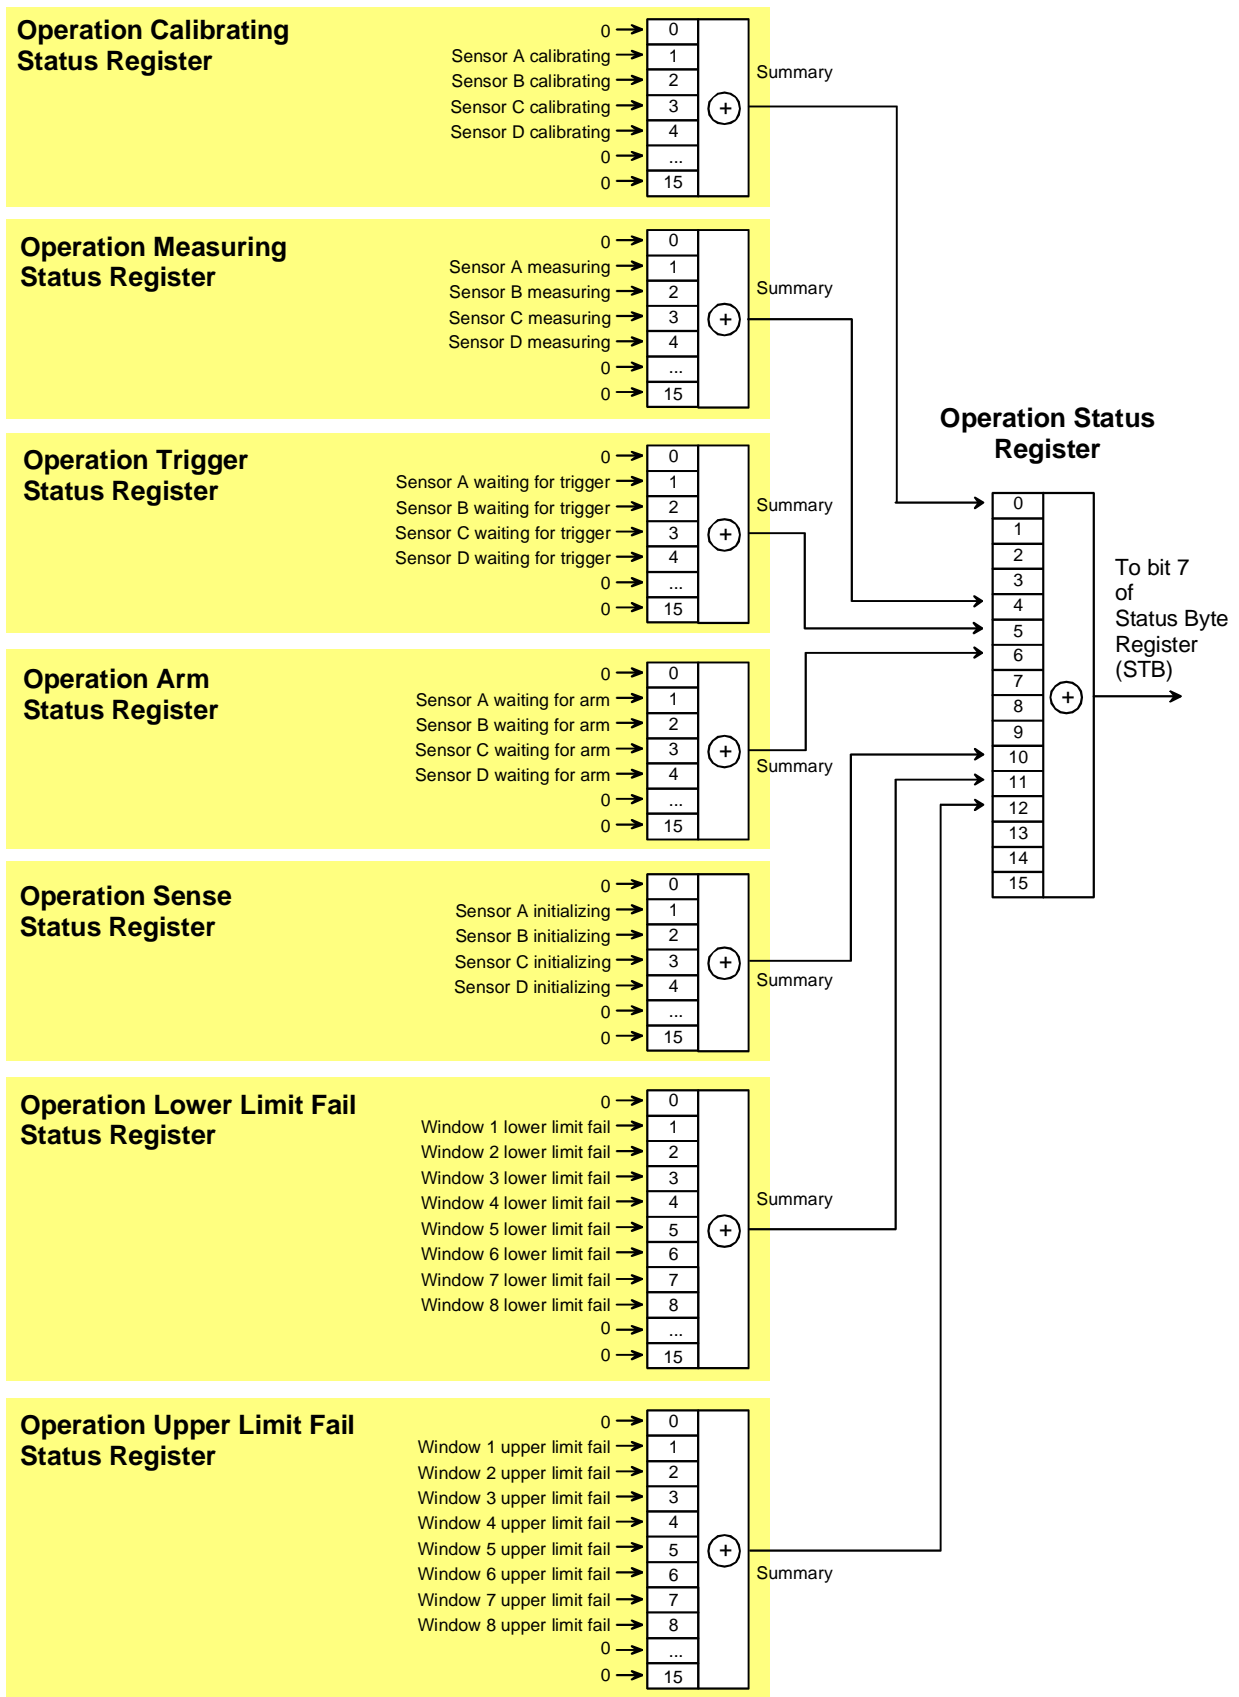 Operation Calibrating
Status Register
0 0
Sensor A calibrating 1
Sensor B calibrating 2
Sensor C calibrating 3
Sensor D calibrating 4
0 ...
0 15
+
Summary
Operation Measuring
Status Register
0 0
Sensor A measuring 1
Sensor B measuring 2
Sensor C measuring 3
Sensor D measuring 4
0 ...
0 15
+
Summary
Operation Trigger
Status Register
0 0
Sensor A waiting for trigger 1
Sensor B waiting for trigger 2
Sensor C waiting for trigger 3
Sensor D waiting for trigger 4
0 ...
0 15
+
Summary
Operation Arm
Status Register
0 0
Sensor A waiting for arm 1
Sensor B waiting for arm 2
Sensor C waiting for arm 3
Sensor D waiting for arm 4
0 ...
0 15
+
Summary
Operation Sense
Status Register
0 0
Sensor A initializing 1
Sensor B initializing 2
Sensor C initializing 3
Sensor D initializing 4
0 ...
0 15
+
Summary
Operation Lower Limit Fail
Status Register
0 0
Window 1 lower limit fail 1
Window 2 lower limit fail 2
Window 3 lower limit fail 3
Window 4 lower limit fail 4
Window 5 lower limit fail 5
Window 6 lower limit fail 6
Window 7 lower limit fail 7
Window 8 lower limit fail 8
0 ...
0 15
+
Summary
Operation Upper Limit Fail
Status Register
0 0
Window 1 upper limit fail 1
Window 2 upper limit fail 2
Window 3 upper limit fail 3
Window 4 upper limit fail 4
Window 5 upper limit fail 5
Window 6 upper limit fail 6
Window 7 upper limit fail 7
Window 8 upper limit fail 8
0 ...
0 15
+
Summary
Operation Status
Register
0
1
2
3
4
5
6
7
8
9
10
11
12
13
14
15
+
To bit 7
of
Status Byte
Register
(STB)